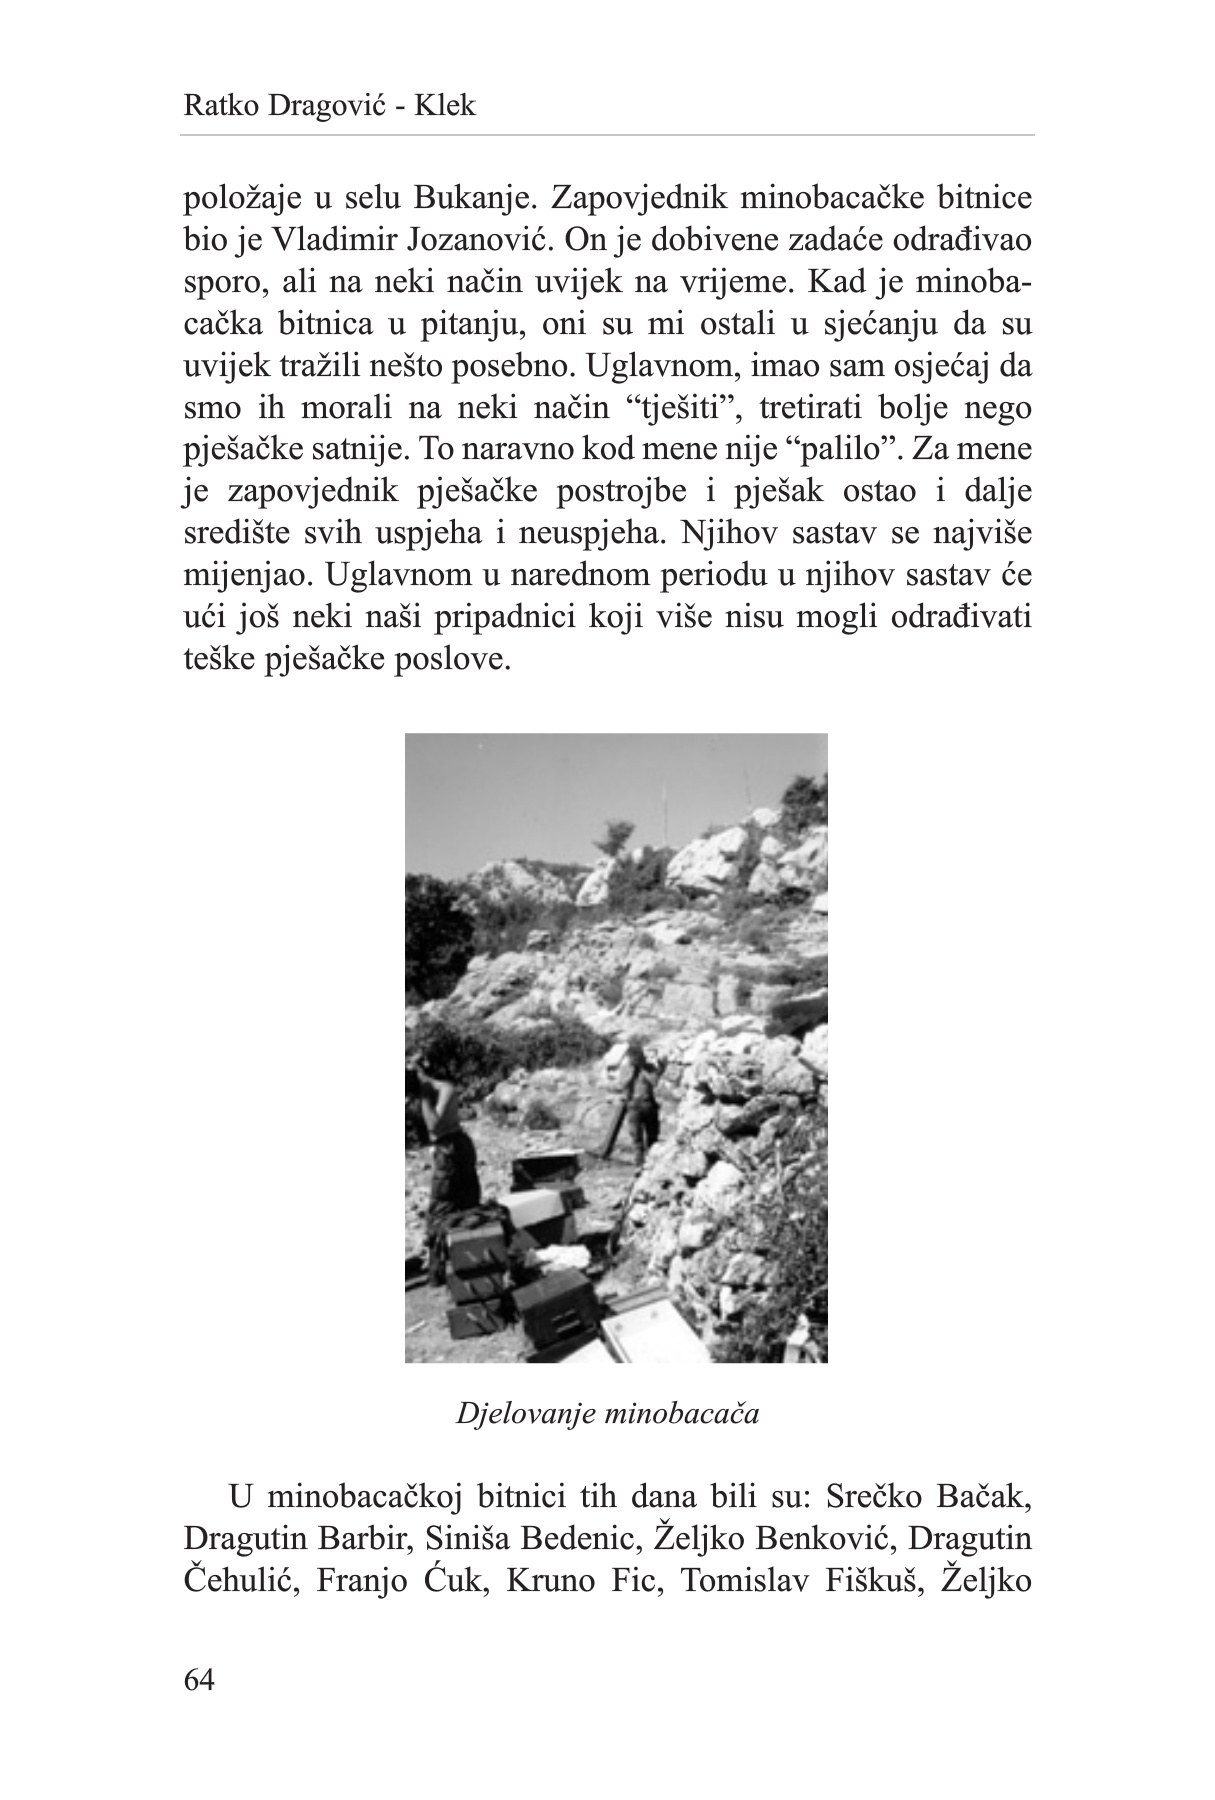 Ratko Dragović - Klek
položaje u selu Bukanje. Zapovjednik minobacačke bitnice
bio je Vladimir Jozanović. On je dobivene zadaće odrađivao
sporo, ali na neki način uvijek na vrijeme. Kad je minoba-
cačka bitnica u pitanju, oni su mi ostali u sjećanju da su
uvijek tražili nešto posebno. Uglavnom, imao sam osjećaj da
smo ih morali na neki način “tješiti”, tretirati bolje nego
pješačke satnije. To naravno kod mene nije “palilo”. Za mene
je zapovjednik pješačke postrojbe i pješak ostao i dalje
središte svih uspjeha i neuspjeha. Njihov sastav se najviše
mijenjao. Uglavnom u narednom periodu u njihov sastav će
ući još neki naši pripadnici koji više nisu mogli odrađivati
teške pješačke poslove.
Djelovanje minobacača
U minobacačkoj bitnici tih dana bili su: Srečko Bačak,
Dragutin Barbir, Siniša Bedenic, Željko Benković, Dragutin
Čehulić, Franjo Ćuk, Kruno Fic, Tomislav Fiškuš, Željko
64